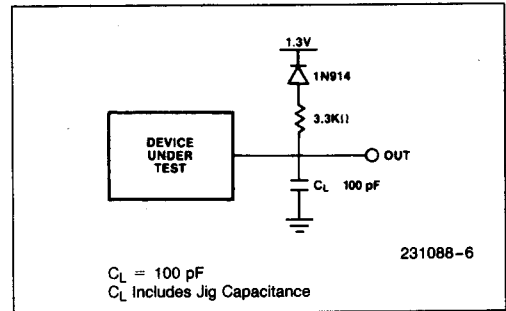 1.3V
1N914
3.3KΩ
DEVICE
UNDER
TEST
OUT
CL 100 pF
231088-6
CL = 100 pF
CL Includes Jig Capacitance